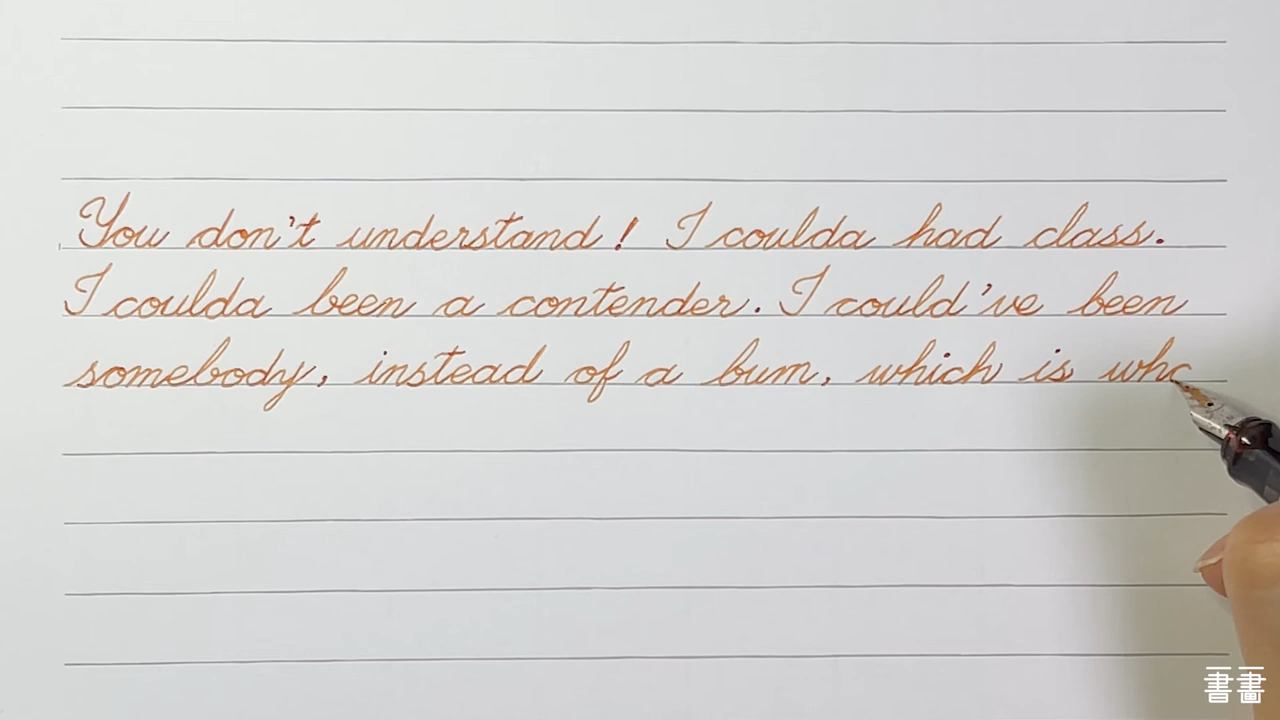 You don't understand! I coulda had class.
I coulda been a contender. I could've been
somebody, instead of a bum, which is wha
書畫